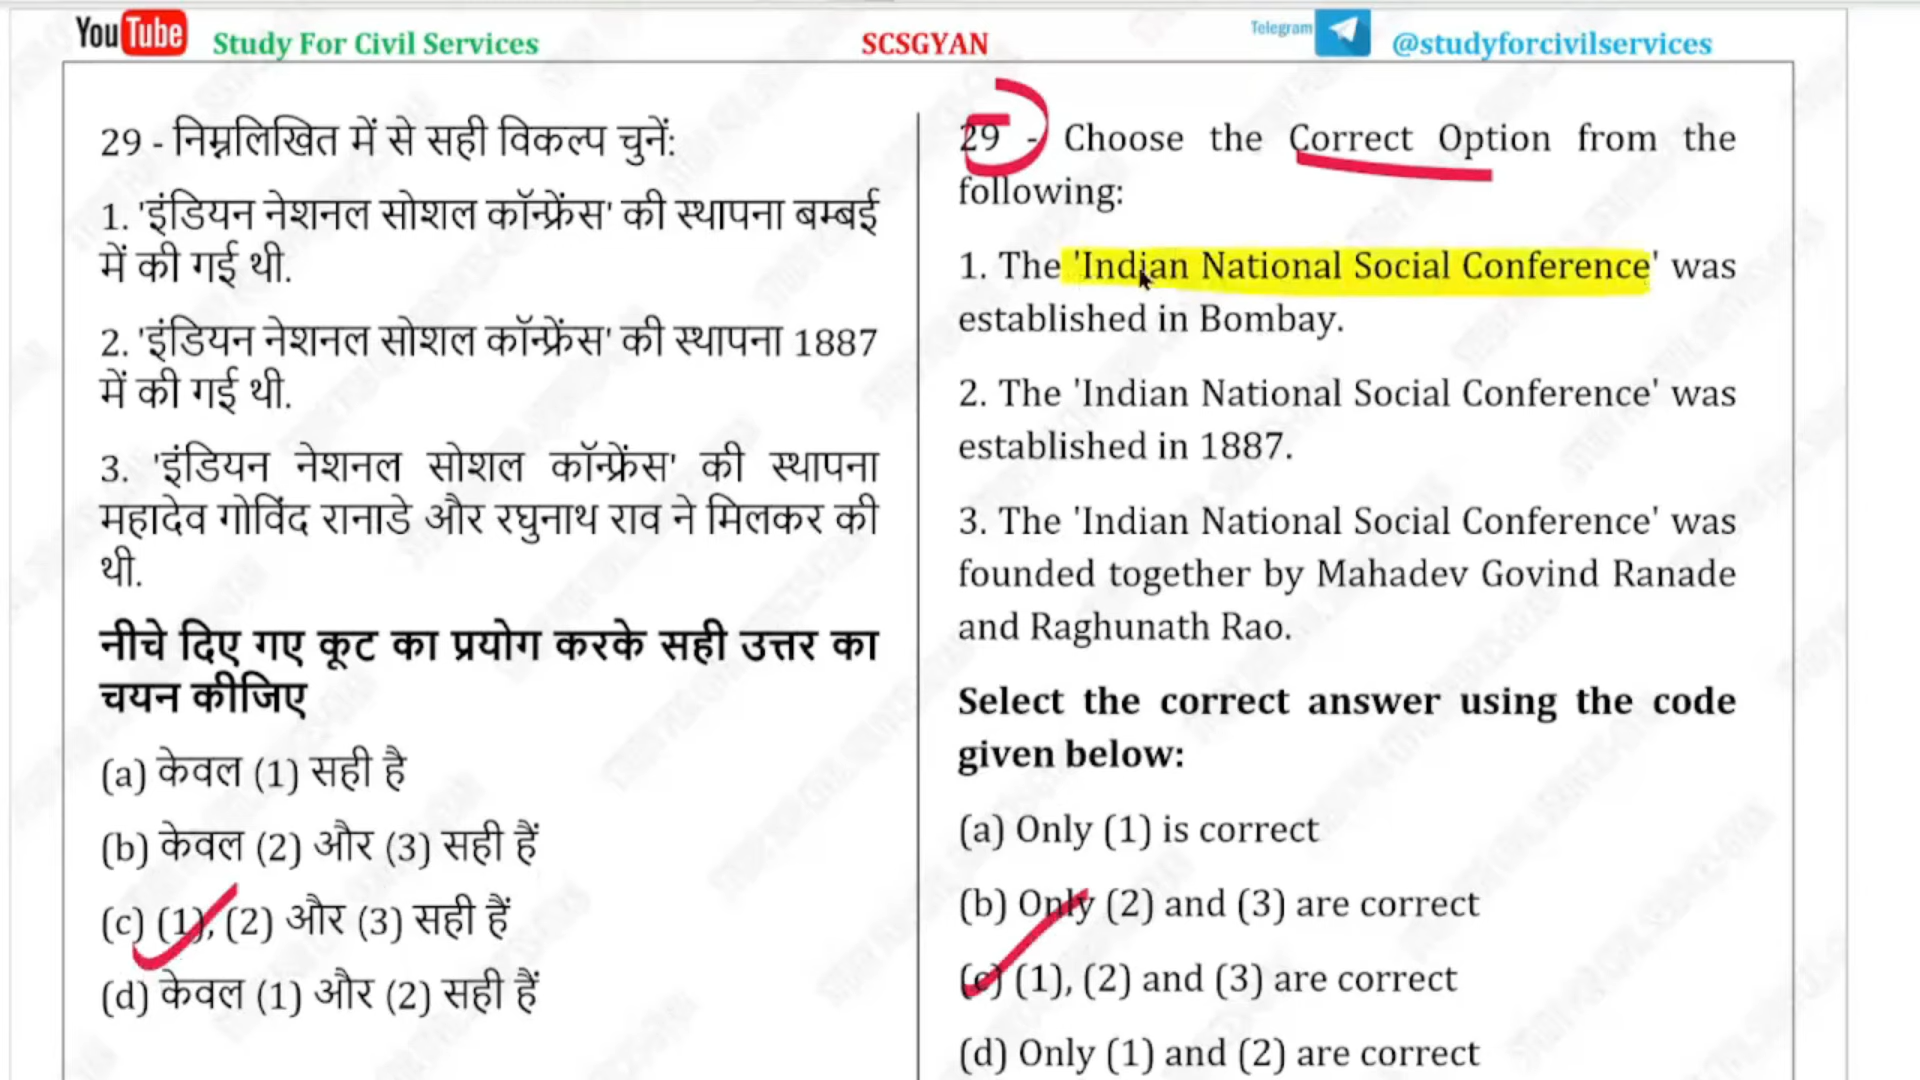 YouTube Study For Civil Services SCSGYAN Telegram @studyforcivilservices
29 - निम्नलिखित में से सही विकल्प चुनें:
1. 'इंडियन नेशनल सोशल कॉन्फ्रेंस' की स्थापना बम्बई
में की गई थी.
2. 'इंडियन नेशनल सोशल कॉन्फ्रेंस' की स्थापना 1887
में की गई थी.
3. 'इंडियन नेशनल सोशल कॉन्फ्रेंस' की स्थापना
महादेव गोविंद रानाडे और रघुनाथ राव ने मिलकर की
थी.
नीचे दिए गए कूट का प्रयोग करके सही उत्तर का
चयन कीजिए
(a) केवल (1) सही है
(b) केवल (2) और (3) सही हैं
(c) (1), (2) और (3) सही हैं
(d) केवल (1) और (2) सही हैं
29 - Choose the Correct Option from the
following:
1. The 'Indian National Social Conference' was
established in Bombay.
2. The 'Indian National Social Conference' was
established in 1887.
3. The 'Indian National Social Conference' was
founded together by Mahadev Govind Ranade
and Raghunath Rao.
Select the correct answer using the code
given below:
(a) Only (1) is correct
(b) Only (2) and (3) are correct
(c) (1), (2) and (3) are correct
(d) Only (1) and (2) are correct